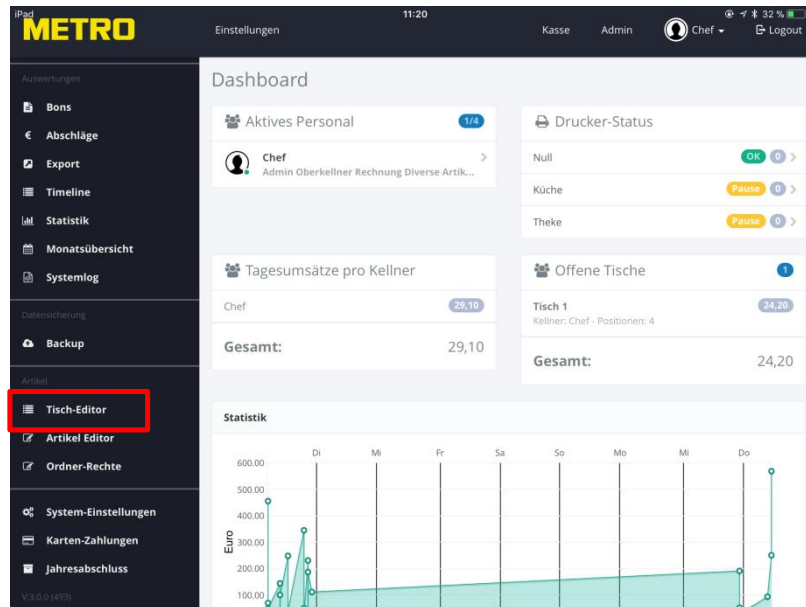 iPad
11:20
32 %
METRO
Einstellungen
Kasse
Admin
Chef
Logout
Auswertungen
Bons
Abschläge
Export
Timeline
Statistik
Monatsübersicht
Systemlog
Datensicherung
Backup
Artikel
Tisch-Editor
Artikel Editor
Ordner-Rechte
System-Einstellungen
Karten-Zahlungen
Jahresabschluss
V:3.0.0 (493)
Dashboard
Aktives Personal
1/4
Chef
Admin Oberkellner Rechnung Diverse Artik...
Drucker-Status
Null OK 0
Küche Pause 0
Theke Pause 0
Tagesumsätze pro Kellner
Chef 29,10
Gesamt: 29,10
Offene Tische 1
Tisch 1 24,20
Kellner: Chef - Positionen: 4
Gesamt: 24,20
Statistik
Di Mi Fr Sa So Mo Mi Do
600.00
500.00
400.00
300.00
200.00
100.00
Euro